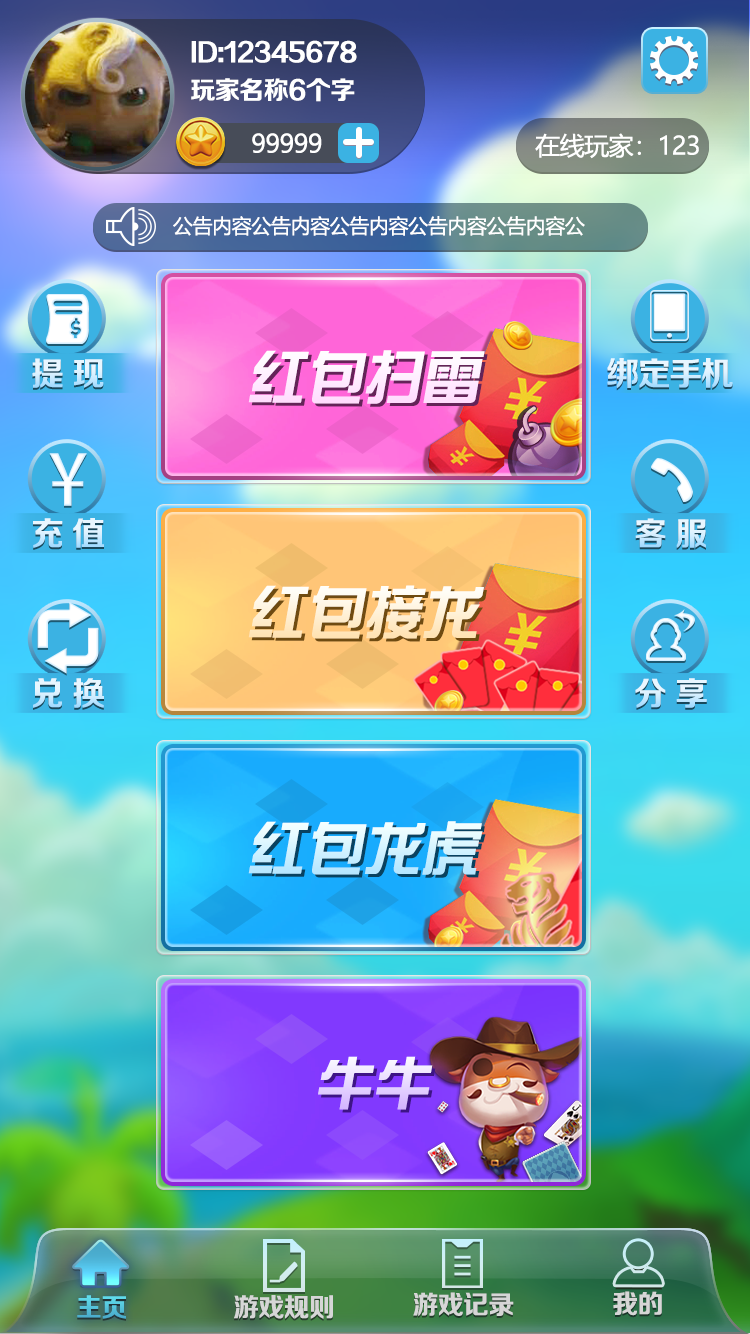 ID:12345678
玩家名称6个字
99999
在线玩家：123
公告内容公告内容公告内容公告内容公告内容公
提现
绑定手机
充值
客服
兑换
分享
红包扫雷
红包接龙
红包龙虎
牛牛
主页
游戏规则
游戏记录
我的